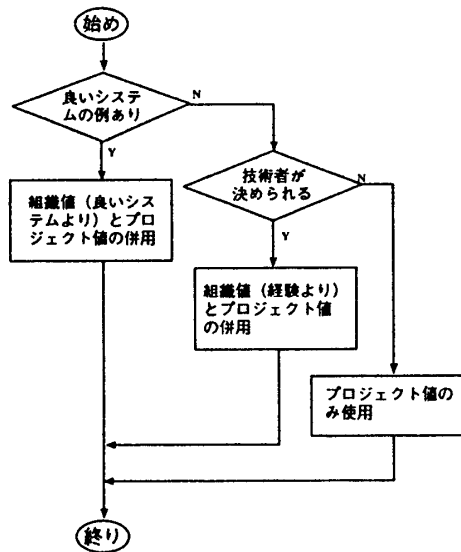 始め
良いシステ
ムの例あり
N
Y
技術者が
決められる
N
組織値（良いシス
テムより）とプロ
ジェクト値の併用
Y
組織値（経験より）
とプロジェクト値
の併用
プロジェクト値の
み使用
終り